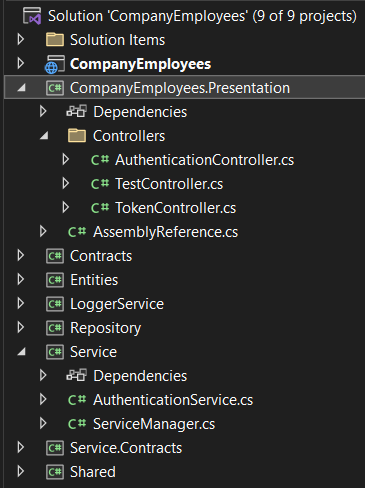 Solution 'CompanyEmployees' (9 of 9 projects)
Solution Items
CompanyEmployees
C# CompanyEmployees.Presentation
Dependencies
Controllers
C# AuthenticationController.cs
C# TestController.cs
C# TokenController.cs
C# AssemblyReference.cs
C# Contracts
C# Entities
C# LoggerService
C# Repository
C# Service
Dependencies
C# AuthenticationService.cs
C# ServiceManager.cs
C# Service.Contracts
C# Shared